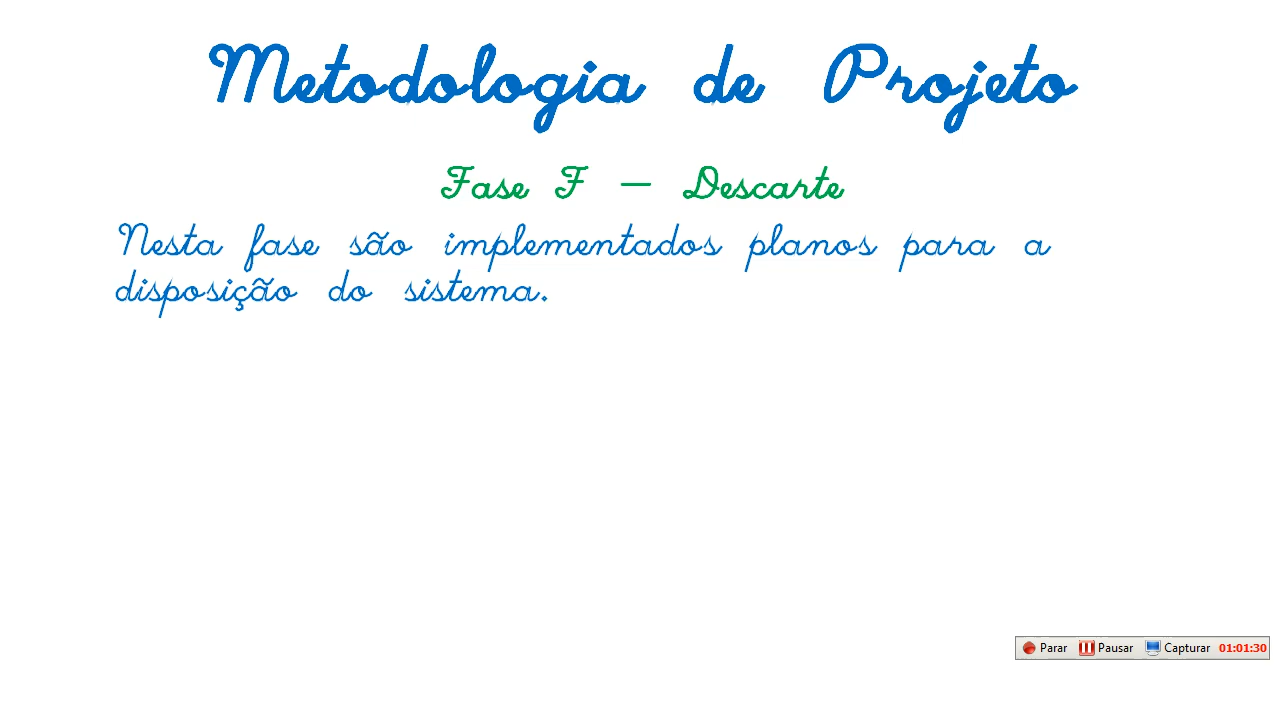 Metodologia de Projeto
Fase F – Descarte
Nesta fase são implementados planos para a
disposição do sistema.
Parar Pausar Capturar 01:01:30